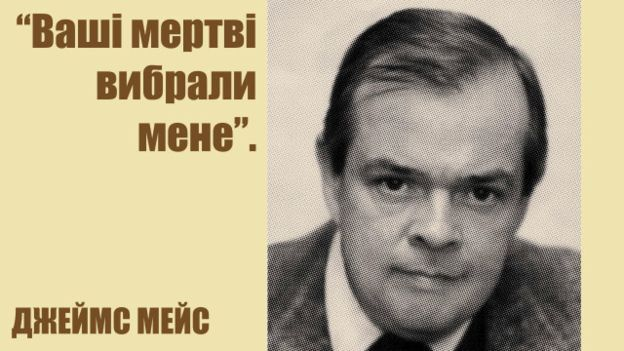 “Ваші мертві
вибрали
мене”.
ДЖЕЙМС МЕЙС